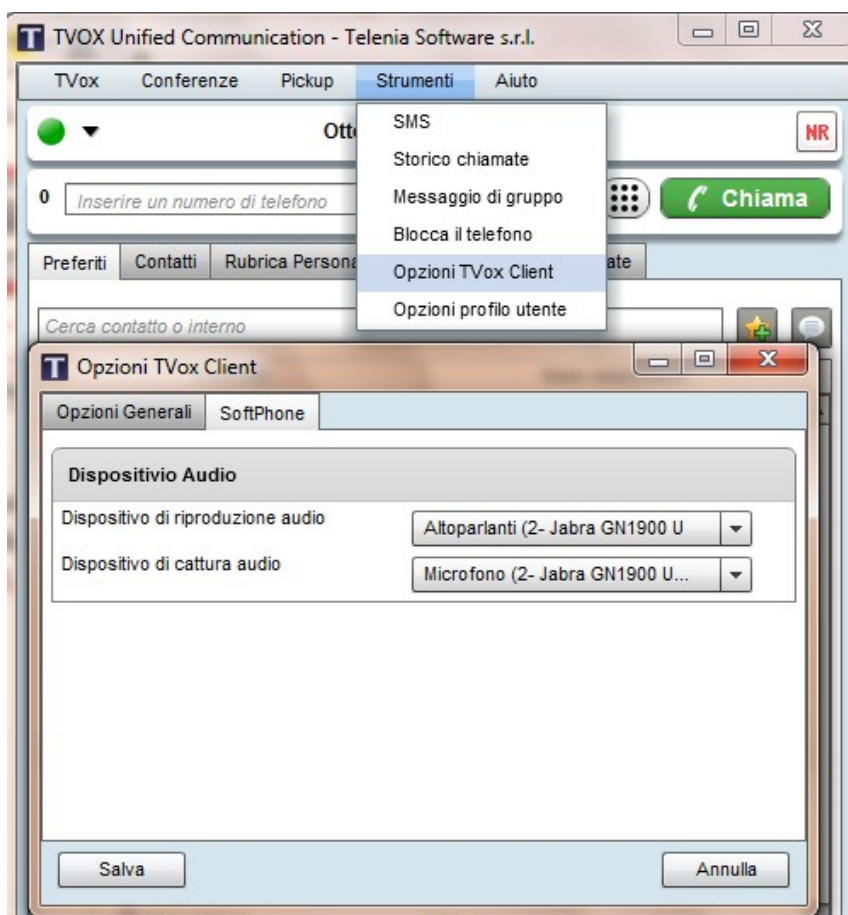 TVOX Unified Communication - Telenia Software s.r.l.
TVox Conferenze Pickup Strumenti Aiuto
SMS
Storico chiamate
Messaggio di gruppo
Blocca il telefono
Opzioni TVox Client
Opzioni profilo utente
NR
0 Inserire un numero di telefono
Chiama
Preferiti Contatti Rubrica
Cerca contatto o interno
Opzioni TVox Client
Opzioni Generali SoftPhone
Dispositivio Audio
Dispositivo di riproduzione audio Altoparlanti (2- Jabra GN1900 U
Dispositivo di cattura audio Microfono (2- Jabra GN1900 U...
Salva Annulla